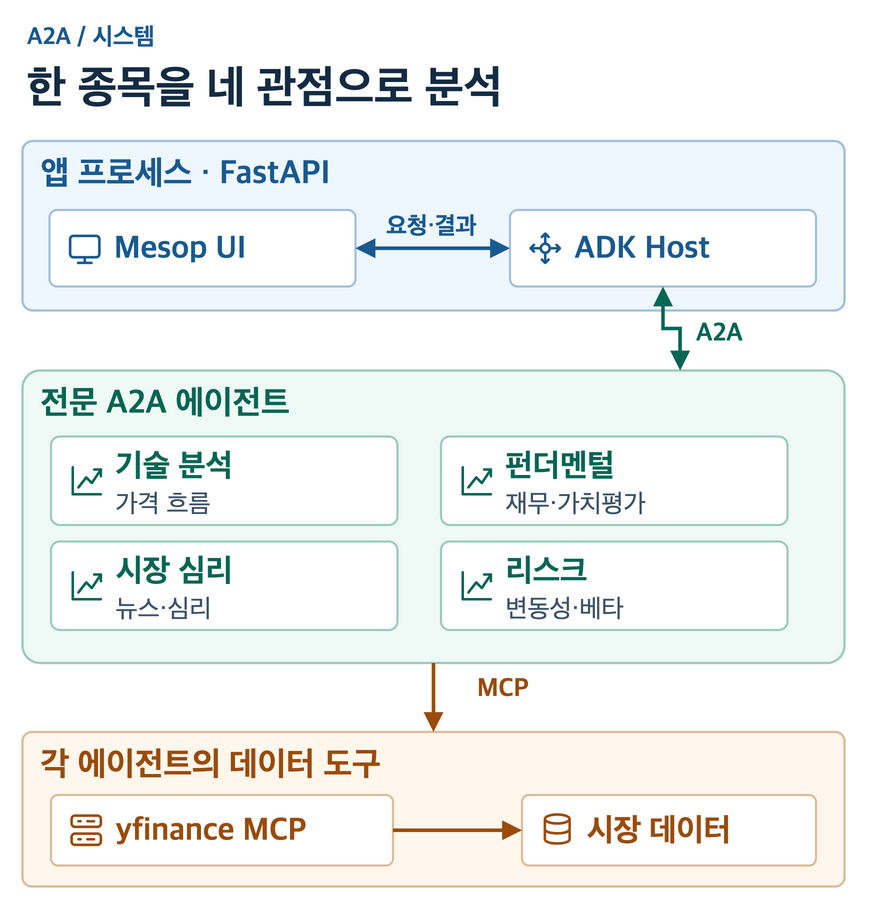 A2A / 시스템
한 종목을 네 관점으로 분석
앱 프로세스 · FastAPI
Mesop UI
요청·결과
ADK Host
A2A
전문 A2A 에이전트
기술 분석
가격 흐름
펀더멘털
재무·가치평가
시장 심리
뉴스·심리
리스크
변동성·베타
MCP
각 에이전트의 데이터 도구
yfinance MCP
시장 데이터